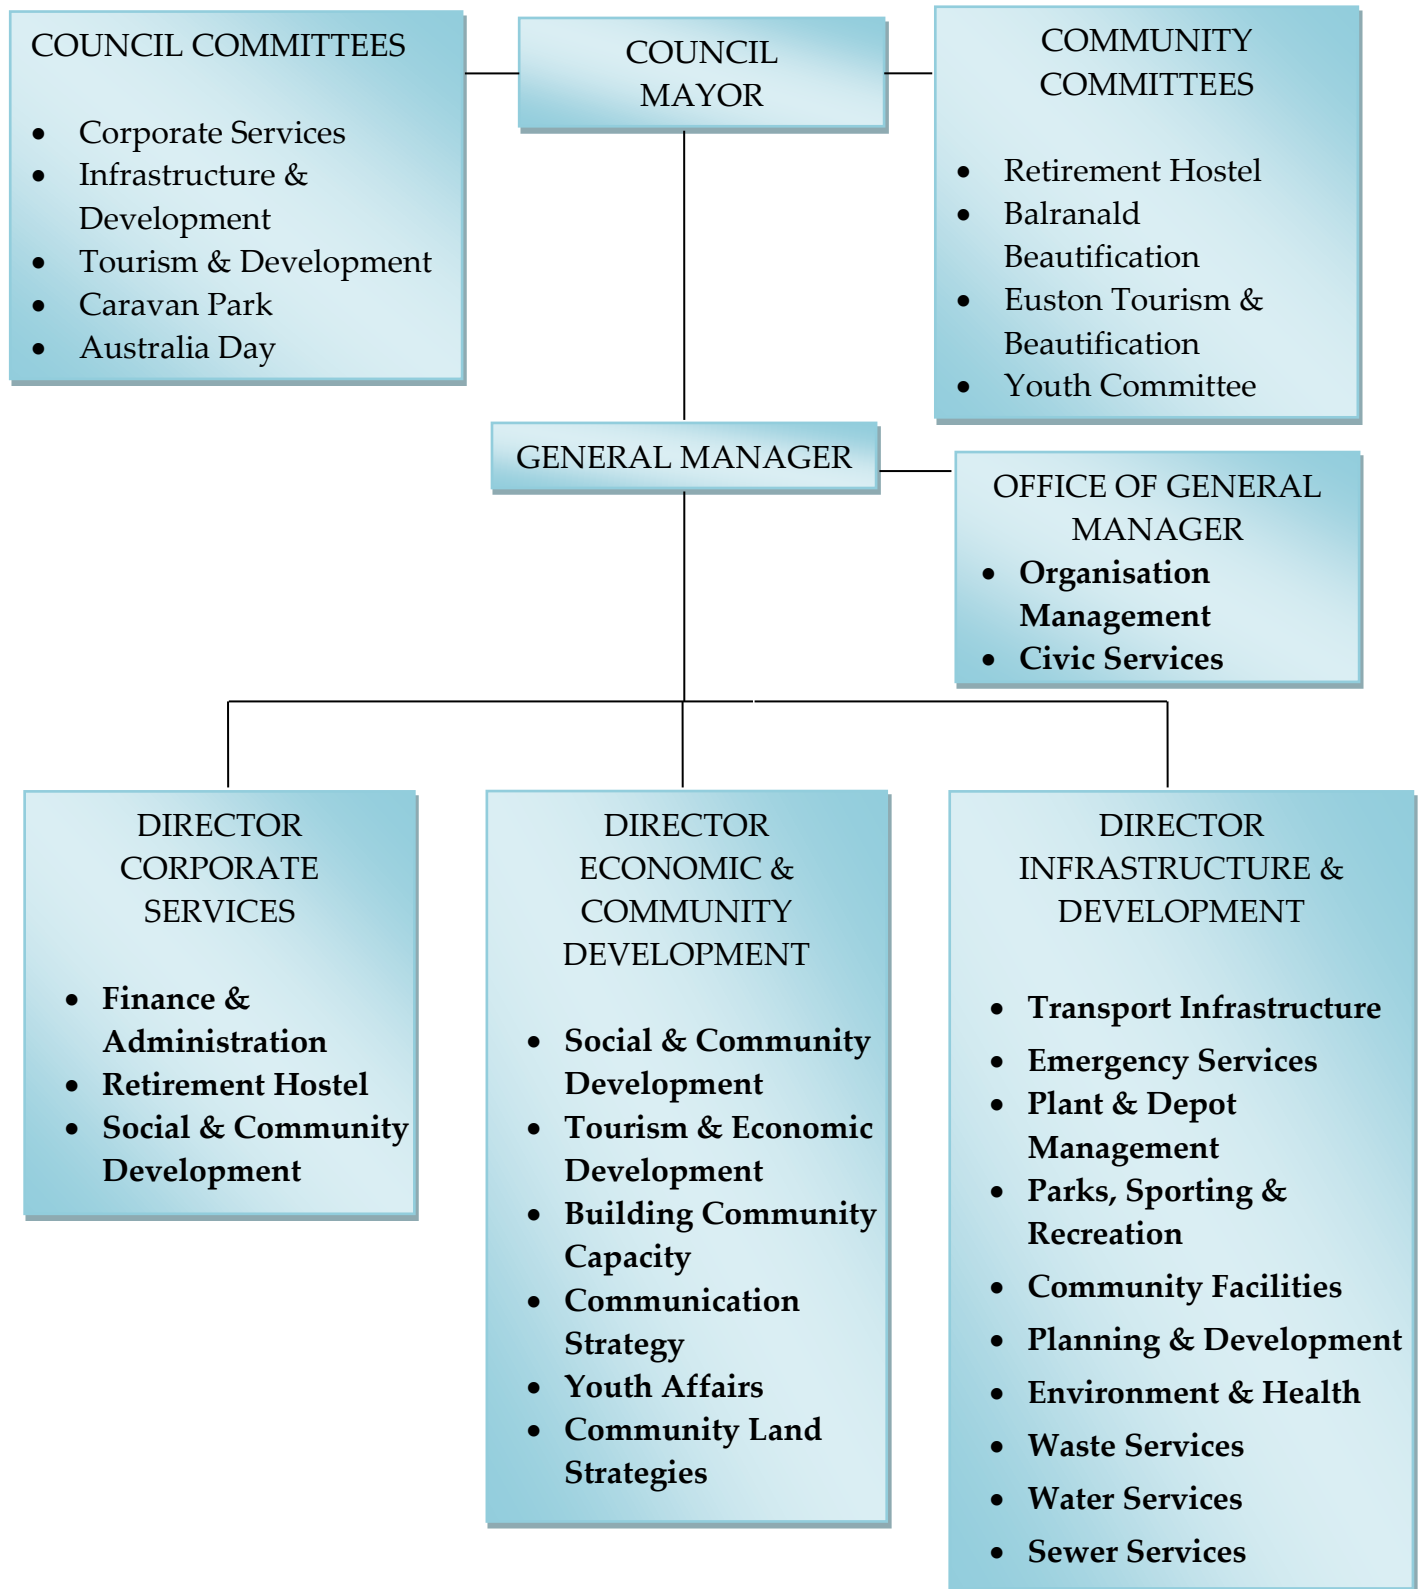 COUNCIL COMMITTEES
• Corporate Services
• Infrastructure &
Development
• Tourism & Development
• Caravan Park
• Australia Day
COUNCIL
MAYOR
COMMUNITY
COMMITTEES
• Retirement Hostel
• Balranald
Beautification
• Euston Tourism &
Beautification
• Youth Committee
GENERAL MANAGER
OFFICE OF GENERAL
MANAGER
• Organisation
Management
• Civic Services
DIRECTOR
CORPORATE
SERVICES
• Finance &
Administration
• Retirement Hostel
• Social & Community
Development
DIRECTOR
ECONOMIC &
COMMUNITY
DEVELOPMENT
• Social & Community
Development
• Tourism & Economic
Development
• Building Community
Capacity
• Communication
Strategy
• Youth Affairs
• Community Land
Strategies
DIRECTOR
INFRASTRUCTURE &
DEVELOPMENT
• Transport Infrastructure
• Emergency Services
• Plant & Depot
Management
• Parks, Sporting &
Recreation
• Community Facilities
• Planning & Development
• Environment & Health
• Waste Services
• Water Services
• Sewer Services